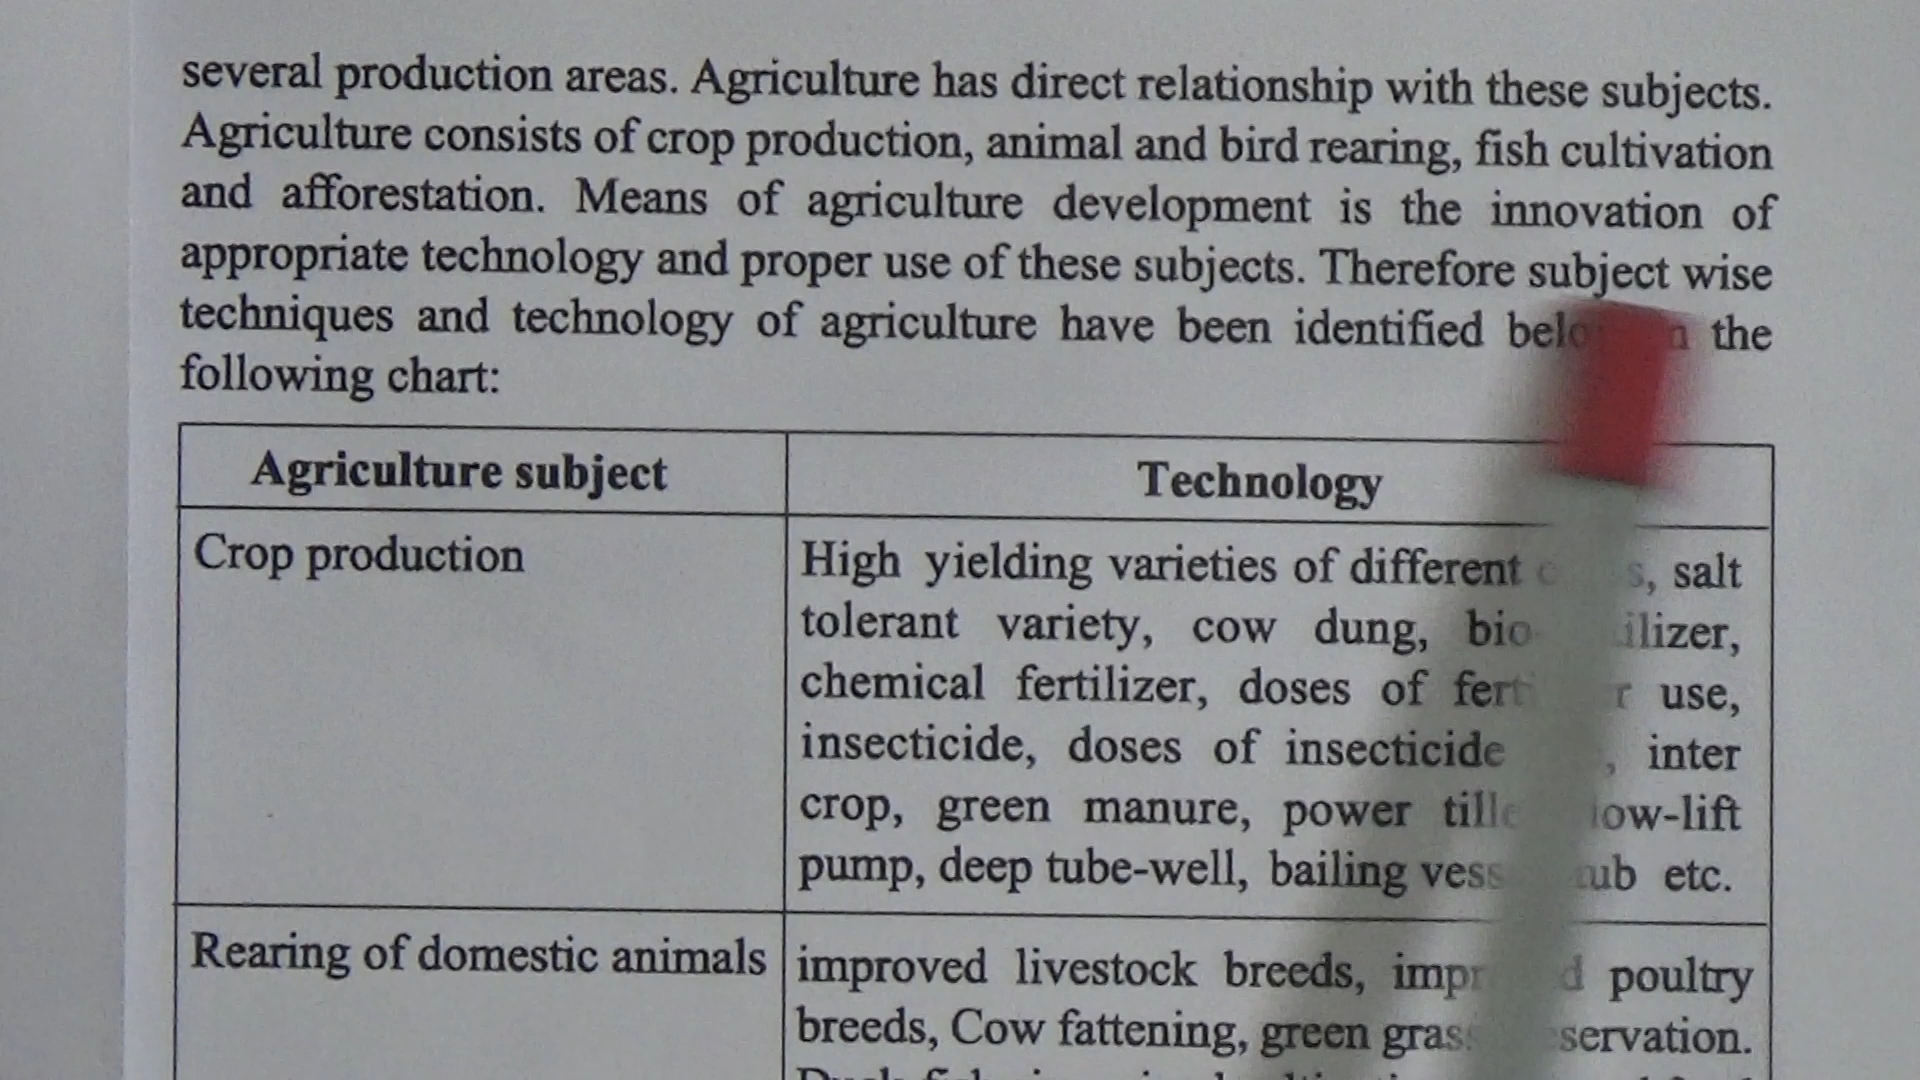 several production areas. Agriculture has direct relationship with these subjects.
Agriculture consists of crop production, animal and bird rearing, fish cultivation
and afforestation. Means of agriculture development is the innovation of
appropriate technology and proper use of these subjects. Therefore subject wise
techniques and technology of agriculture have been identified the
following chart:
Agriculture subject
Technology
Crop production
High yielding varieties of different salt
tolerant variety, cow dung,
chemical fertilizer, doses of use,
insecticide, doses of insecticide , inter
crop, green manure, power low-lift
pump, deep tube-well, bailing etc.
Rearing of domestic animals
improved livestock breeds, poultry
breeds, Cow fattening, green